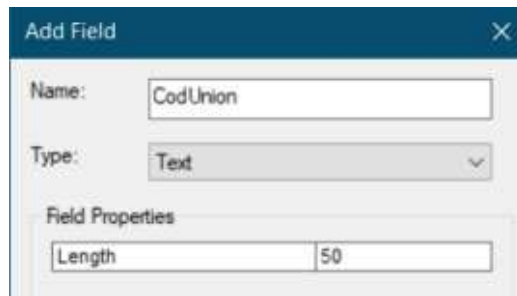 Add Field
Name: CodUnion
Type: Text
Field Properties
Length 50